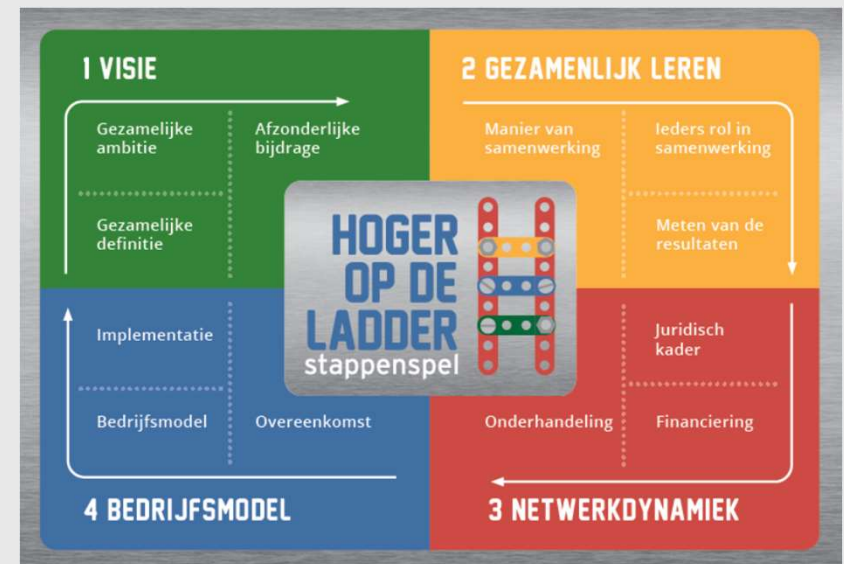 1 VISIE
Gezamelijke
ambitie
Afzonderlijke
bijdrage
Gezamelijke
definitie
2 GEZAMENLIJK LEREN
Manier van
samenwerking
Ieders rol in
samenwerking
Meten van de
resultaten
HOGER
OP DE
LADDER
stappenspel
Juridisch
kader
Onderhandeling
Financiering
3 NETWERKDYNAMIEK
Implementatie
Bedrijfsmodel
Overeenkomst
4 BEDRIJFSMODEL